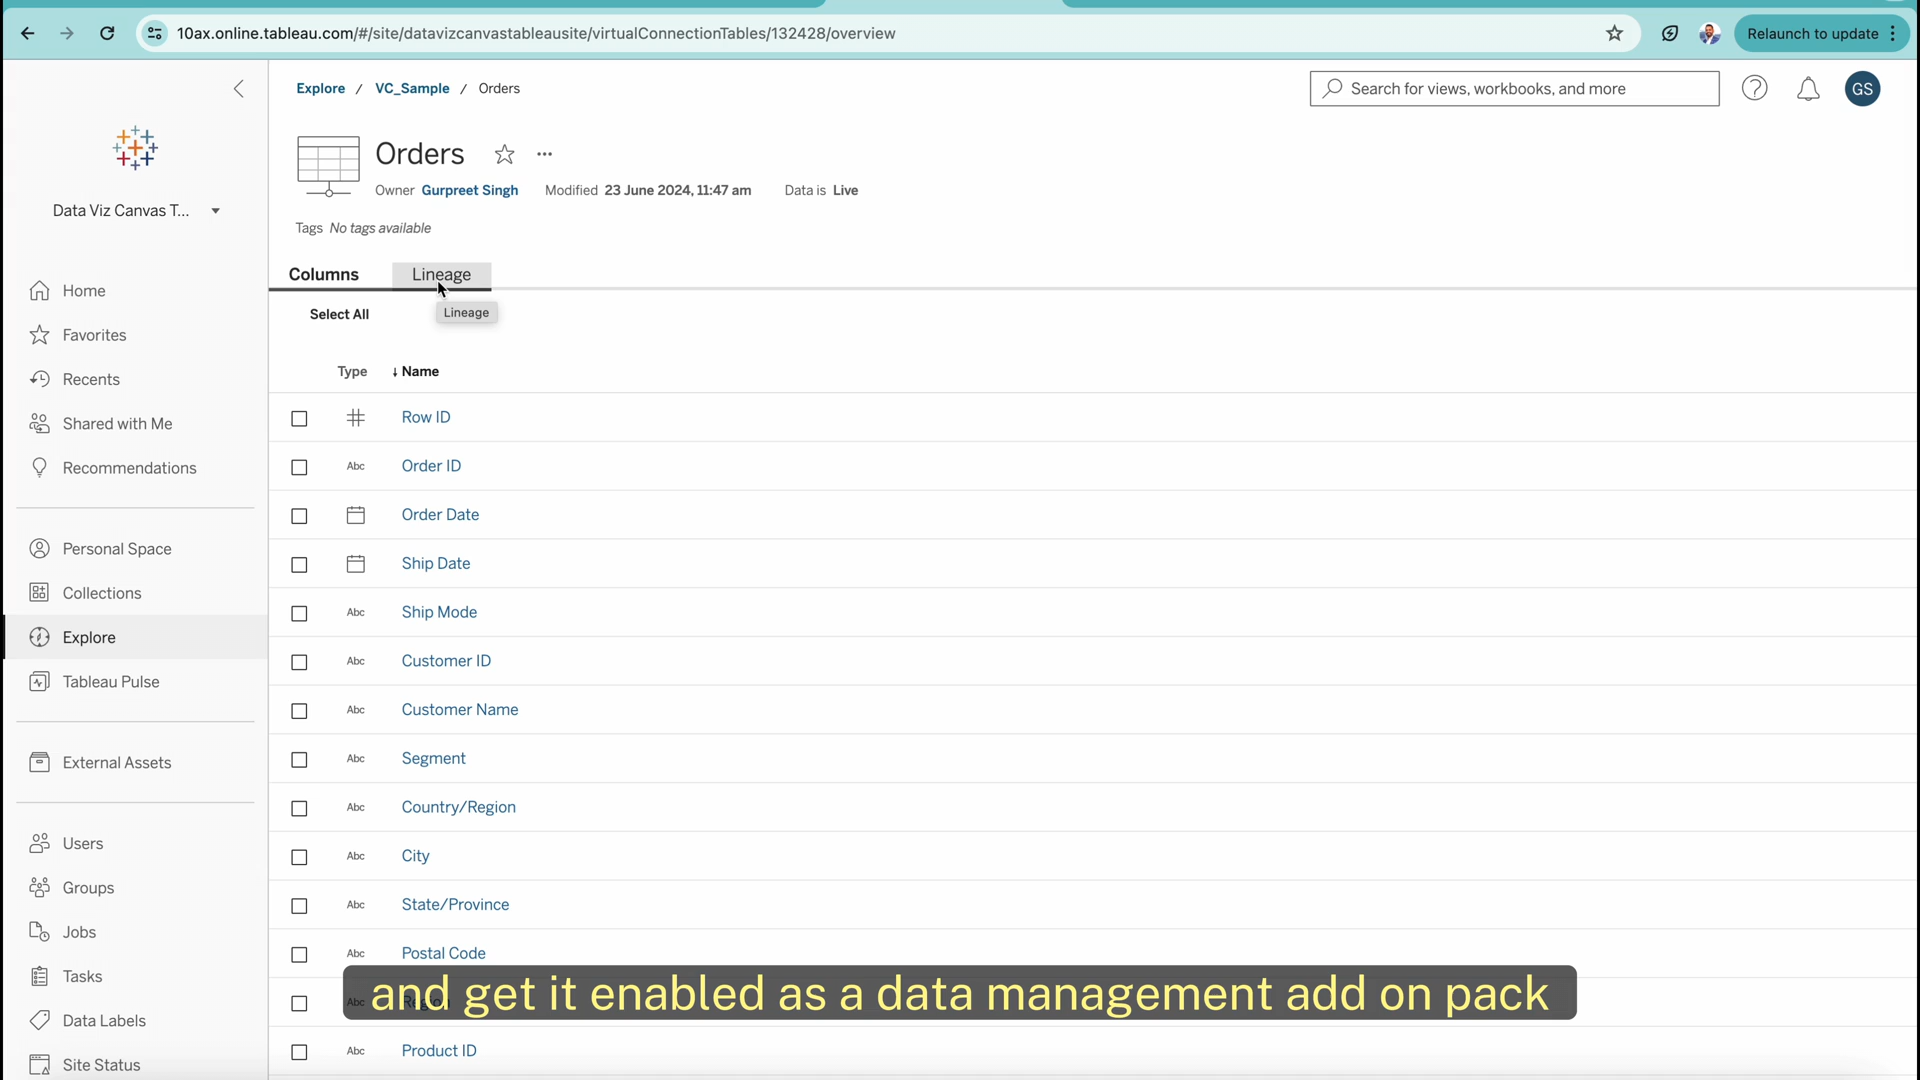 10ax.online.tableau.com/#/site/datavizcanvastableausite/virtualConnectionTables/132428/overview
Relaunch to update
Explore / VC_Sample / Orders
Search for views, workbooks, and more
GS
Orders
Owner Gurpreet Singh Modified 23 June 2024, 11:47 am Data is Live
Tags No tags available
Data Viz Canvas T...
Home
Favorites
Recents
Shared with Me
Recommendations
Personal Space
Collections
Explore
Tableau Pulse
External Assets
Users
Groups
Jobs
Tasks
Data Labels
Site Status
Columns Lineage
Select All
Lineage
Type Name
Row ID
Abc Order ID
Order Date
Ship Date
Abc Ship Mode
Abc Customer ID
Abc Customer Name
Abc Segment
Abc Country/Region
Abc City
Abc State/Province
Abc Postal Code
Abc Region
and get it enabled as a data management add on pack
Abc Product ID